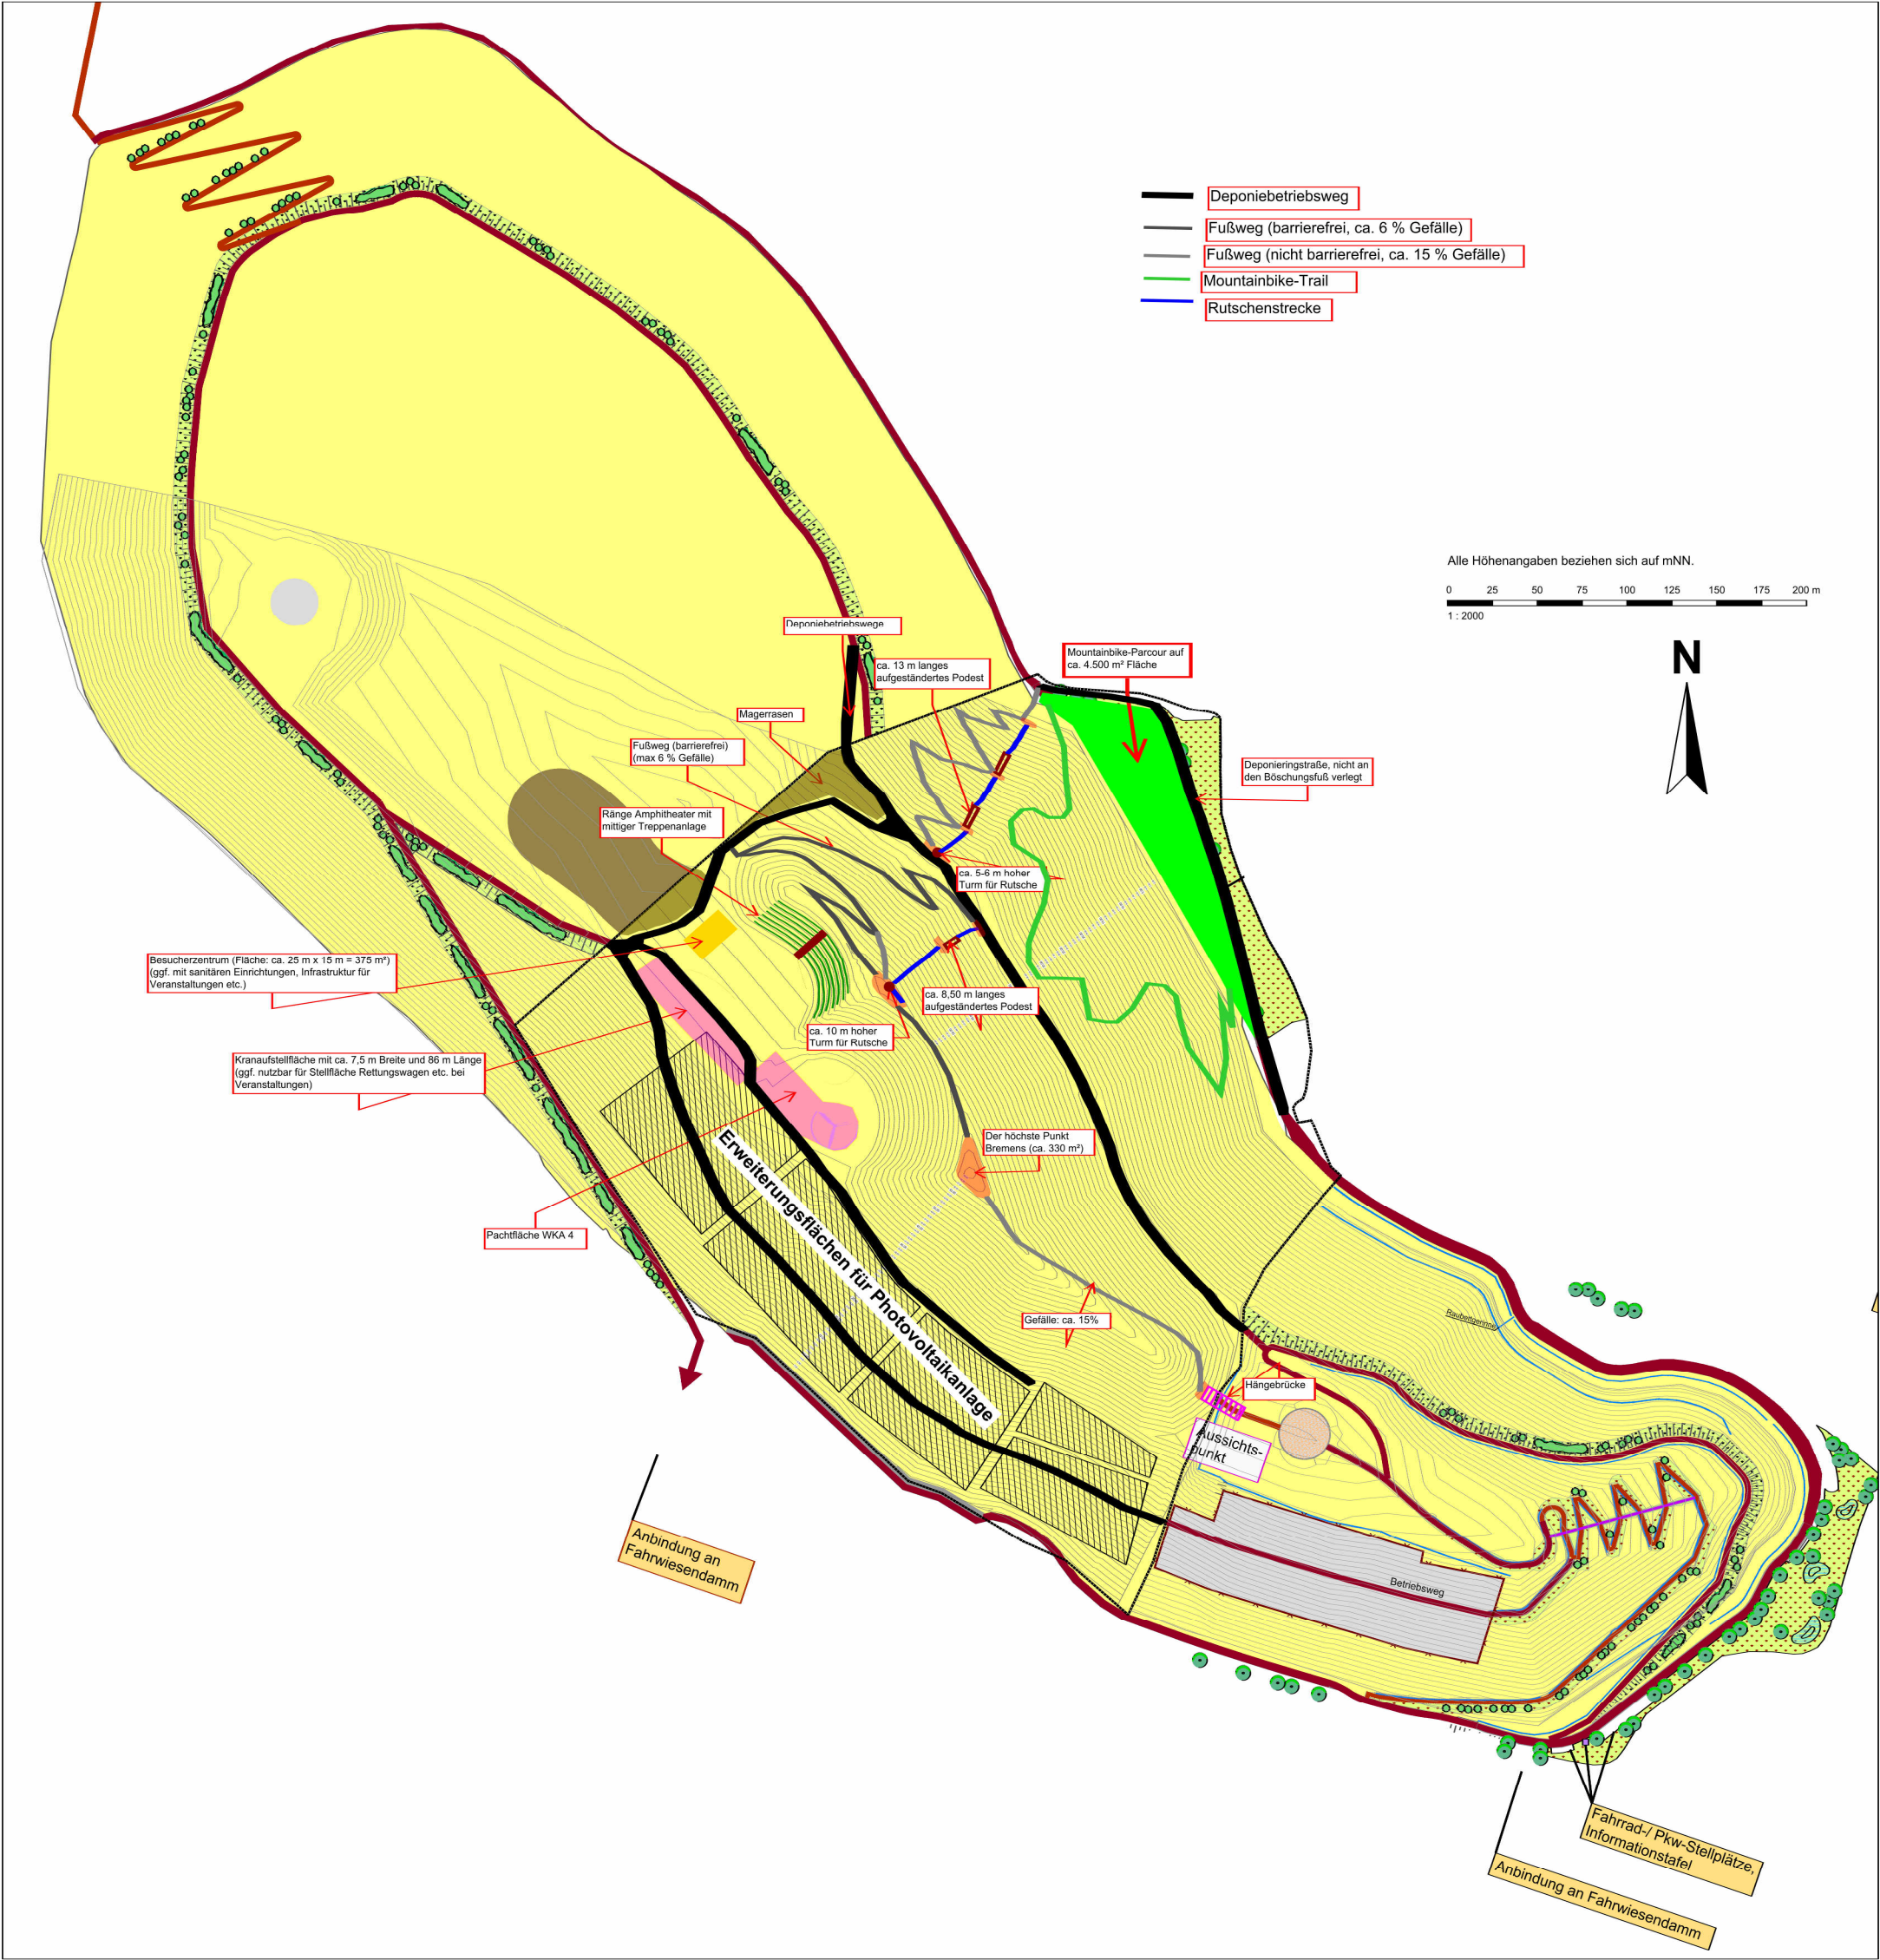 Deponiebetriebsweg
Fußweg (barrierefrei, ca. 6 % Gefälle)
Fußweg (nicht barrierefrei, ca. 15 % Gefälle)
Mountainbike-Trail
Rutschenstrecke
Alle Höhenangaben beziehen sich auf mNN.
0 25 50 75 100 125 150 175 200 m
1 : 2000
N
Deponiebetriebswege
ca. 13 m langes
aufgeständertes Podest
Mountainbike-Parcour auf
ca. 4.500 m² Fläche
Magerrasen
Fußweg (barrierefrei)
(max 6 % Gefälle)
Deponieringstraße, nicht an
den Böschungsfuß verlegt
Ränge Amphitheater mit
mittiger Treppenanlage
ca. 5-6 m hoher
Turm für Rutsche
Besucherzentrum (Fläche: ca. 25 m x 15 m = 375 m²)
(ggf. mit sanitären Einrichtungen, Infrastruktur für
Veranstaltungen etc.)
ca. 8,50 m langes
aufgeständertes Podest
ca. 10 m hoher
Turm für Rutsche
Kranaufstellfläche mit ca. 7,5 m Breite und 86 m Länge
(ggf. nutzbar für Stellfläche Rettungswagen etc. bei
Veranstaltungen)
Der höchste Punkt
Bremens (ca. 330 m²)
Pachtfläche WKA 4
Erweiterungsflächen für Photovoltaikanlage
Gefälle: ca. 15%
Raubettgerinne
Hängebrücke
Aussichts-
punkt
Betriebsweg
Anbindung an
Fahrwiesendamm
Fahrrad-/ Pkw-Stellplätze,
Informationstafel
Anbindung an Fahrwiesendamm